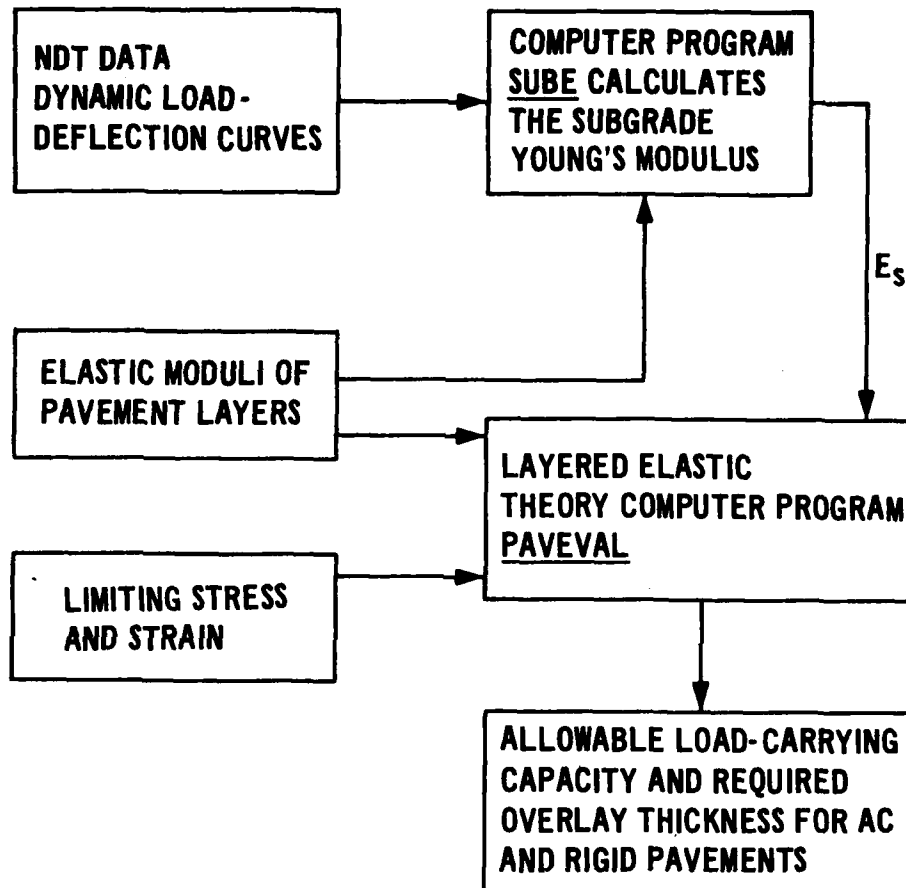 NDT DATA
DYNAMIC LOAD-
DEFLECTION CURVES
COMPUTER PROGRAM
SUBE CALCULATES
THE SUBGRADE
YOUNG'S MODULUS
Es
ELASTIC MODULI OF
PAVEMENT LAYERS
LAYERED ELASTIC
THEORY COMPUTER PROGRAM
PAVEVAL
LIMITING STRESS
AND STRAIN
ALLOWABLE LOAD-CARRYING
CAPACITY AND REQUIRED
OVERLAY THICKNESS FOR AC
AND RIGID PAVEMENTS